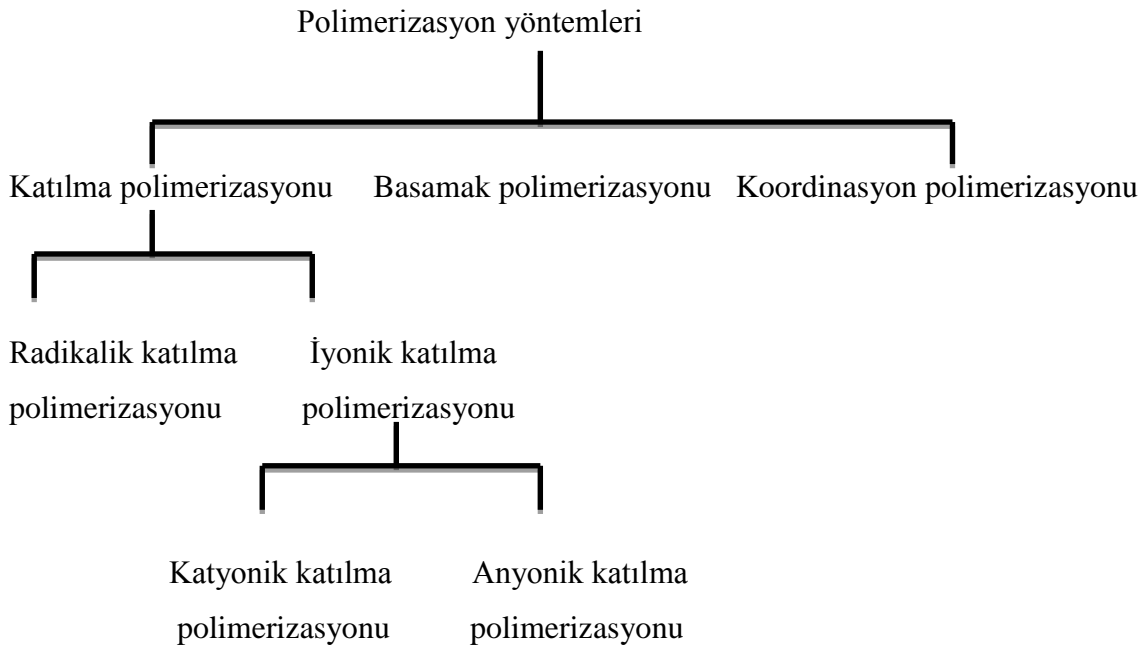 Polimerizasyon yöntemleri
Katılma polimerizasyonu Basamak polimerizasyonu Koordinasyon polimerizasyonu
Radikalik katılma İyonik katılma
polimerizasyonu polimerizasyonu
Katyonik katılma Anyonik katılma
polimerizasyonu polimerizasyonu